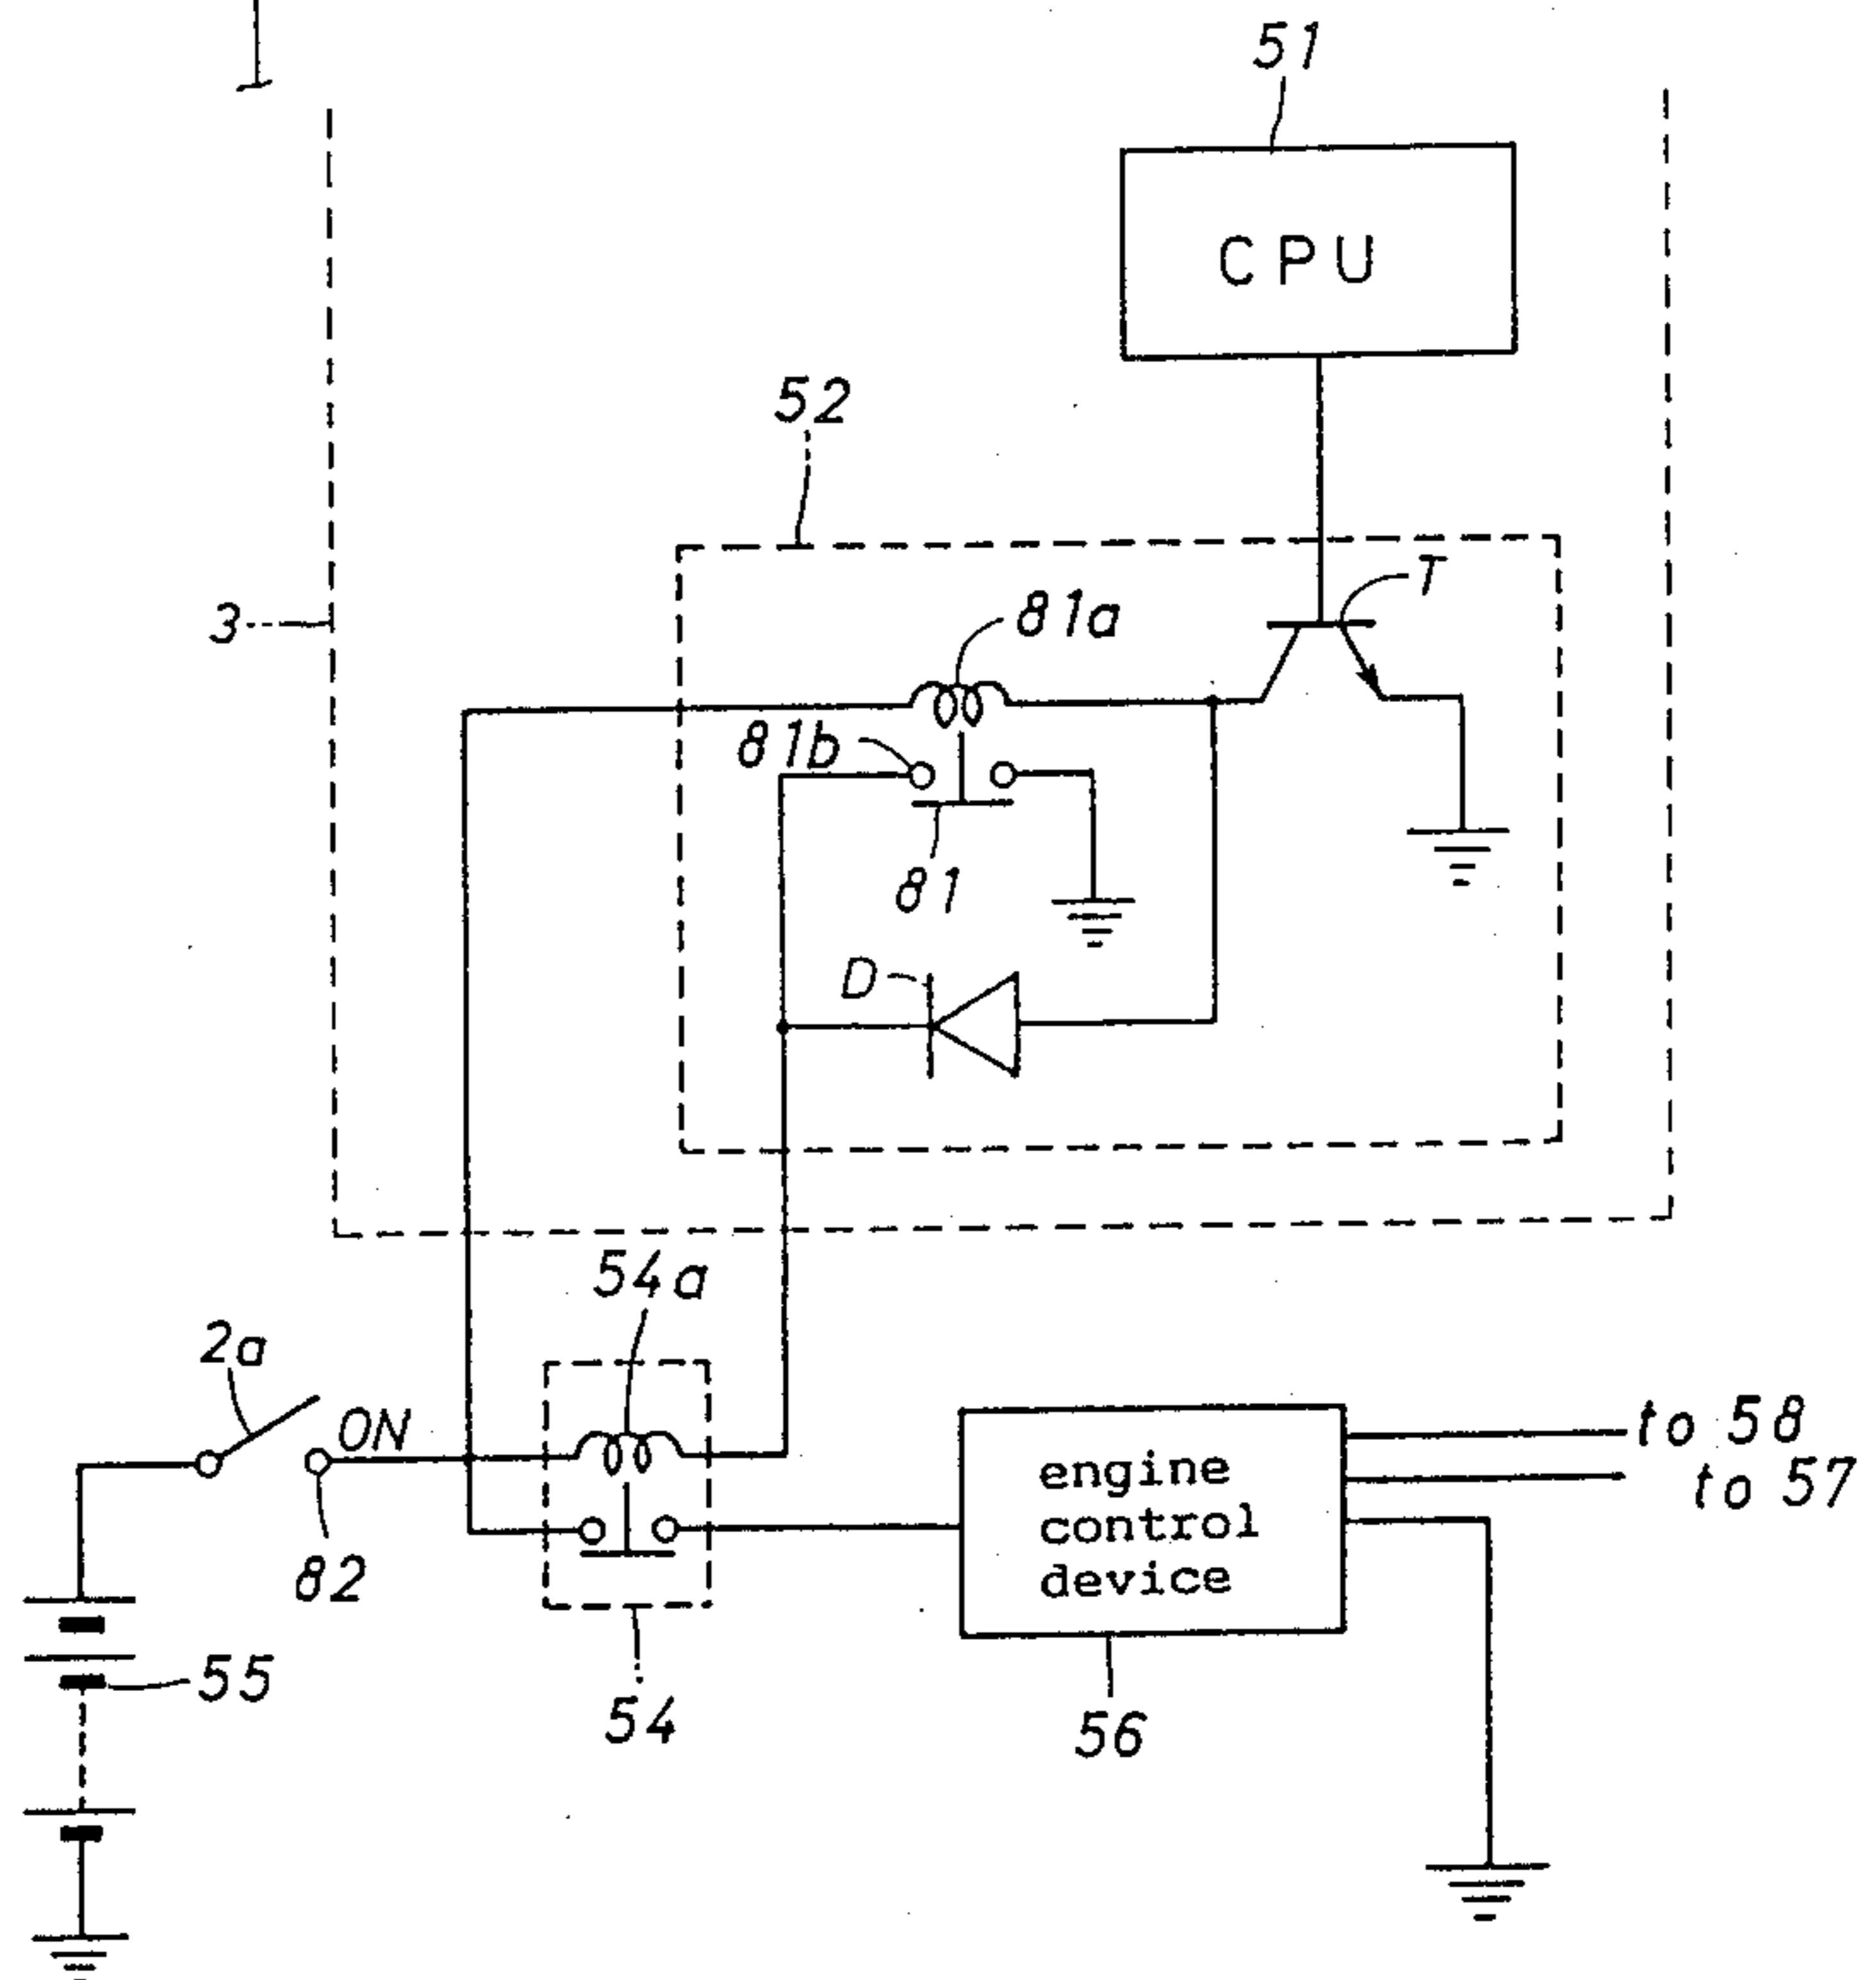 51
CPU
52
T
3
81a
81b
81
D
54a
2a
ON
to 58
to 57
engine
control
device
82
55
54
56